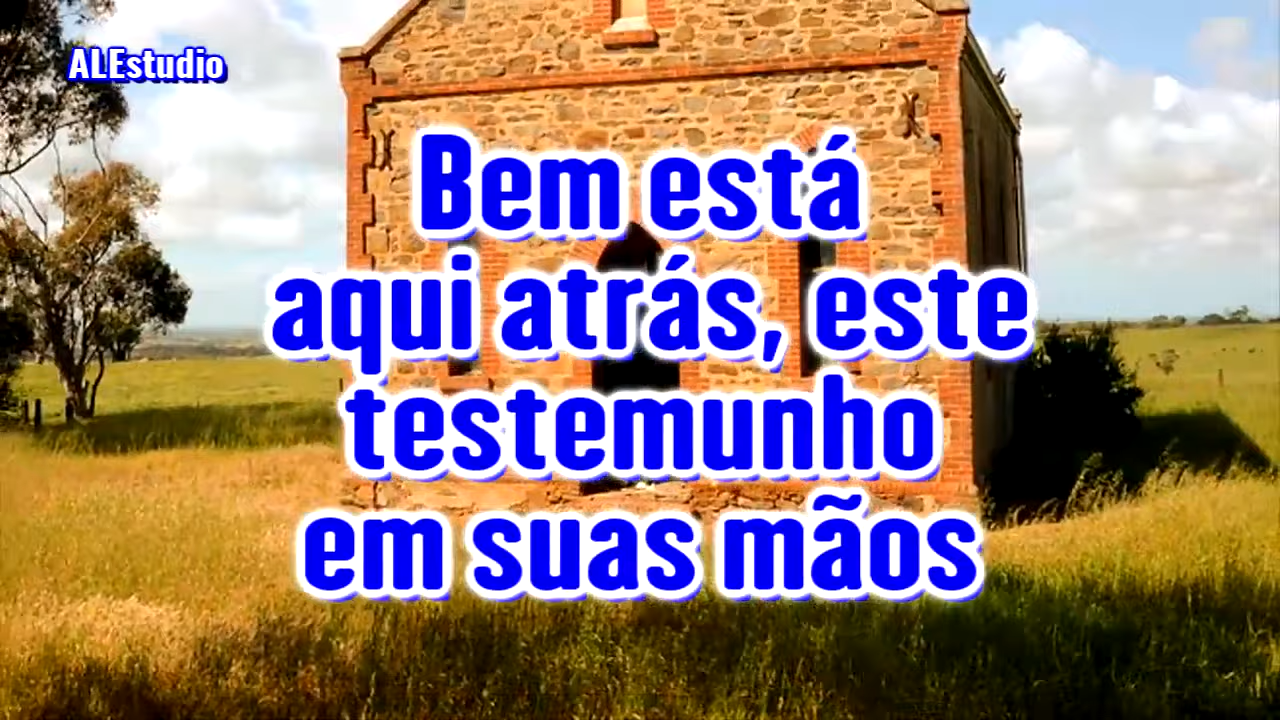 ALEstudio
Bem está
aqui atrás, este
testemunho
em suas mãos